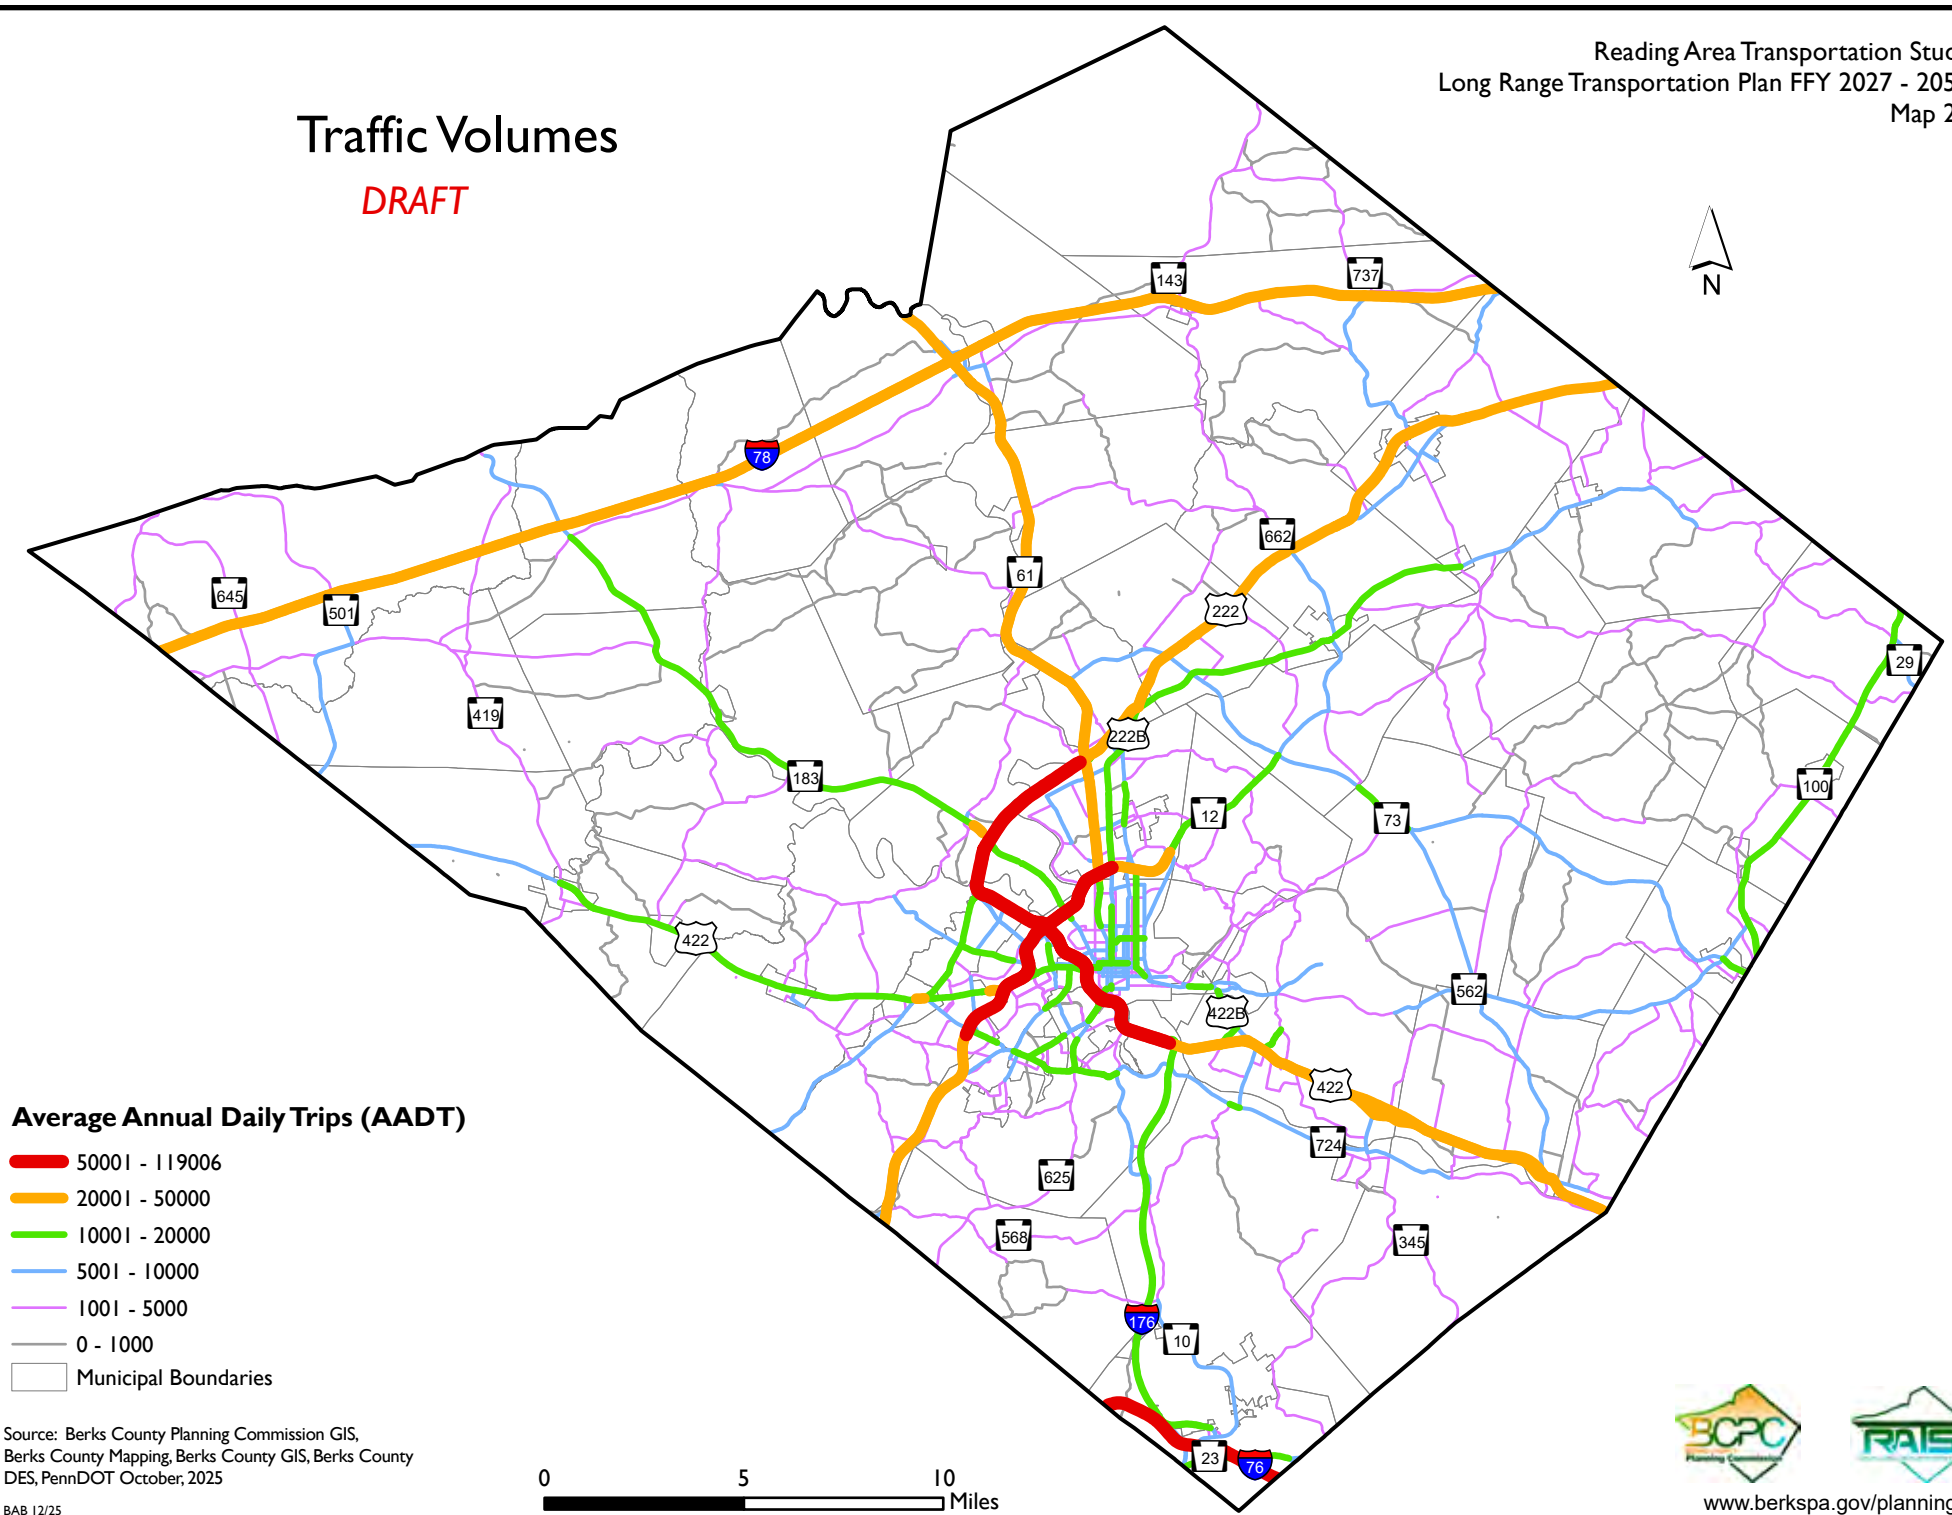 Reading Area Transportation Stud
Long Range Transportation Plan FFY 2027 - 205
Map 2
Traffic Volumes
DRAFT
N
143
737
78
645
501
61
662
222
29
419
222B
183
100
12
73
422
562
422B
422
724
625
568
345
176
10
23
76
Average Annual Daily Trips (AADT)
50001 - 119006
20001 - 50000
10001 - 20000
5001 - 10000
1001 - 5000
0 - 1000
Municipal Boundaries
Source: Berks County Planning Commission GIS,
Berks County Mapping, Berks County GIS, Berks County
DES, PennDOT October, 2025
BAB 12/25
0 5 10
Miles
BCPC
Planning Commission
RATS
www.berkspa.gov/planning